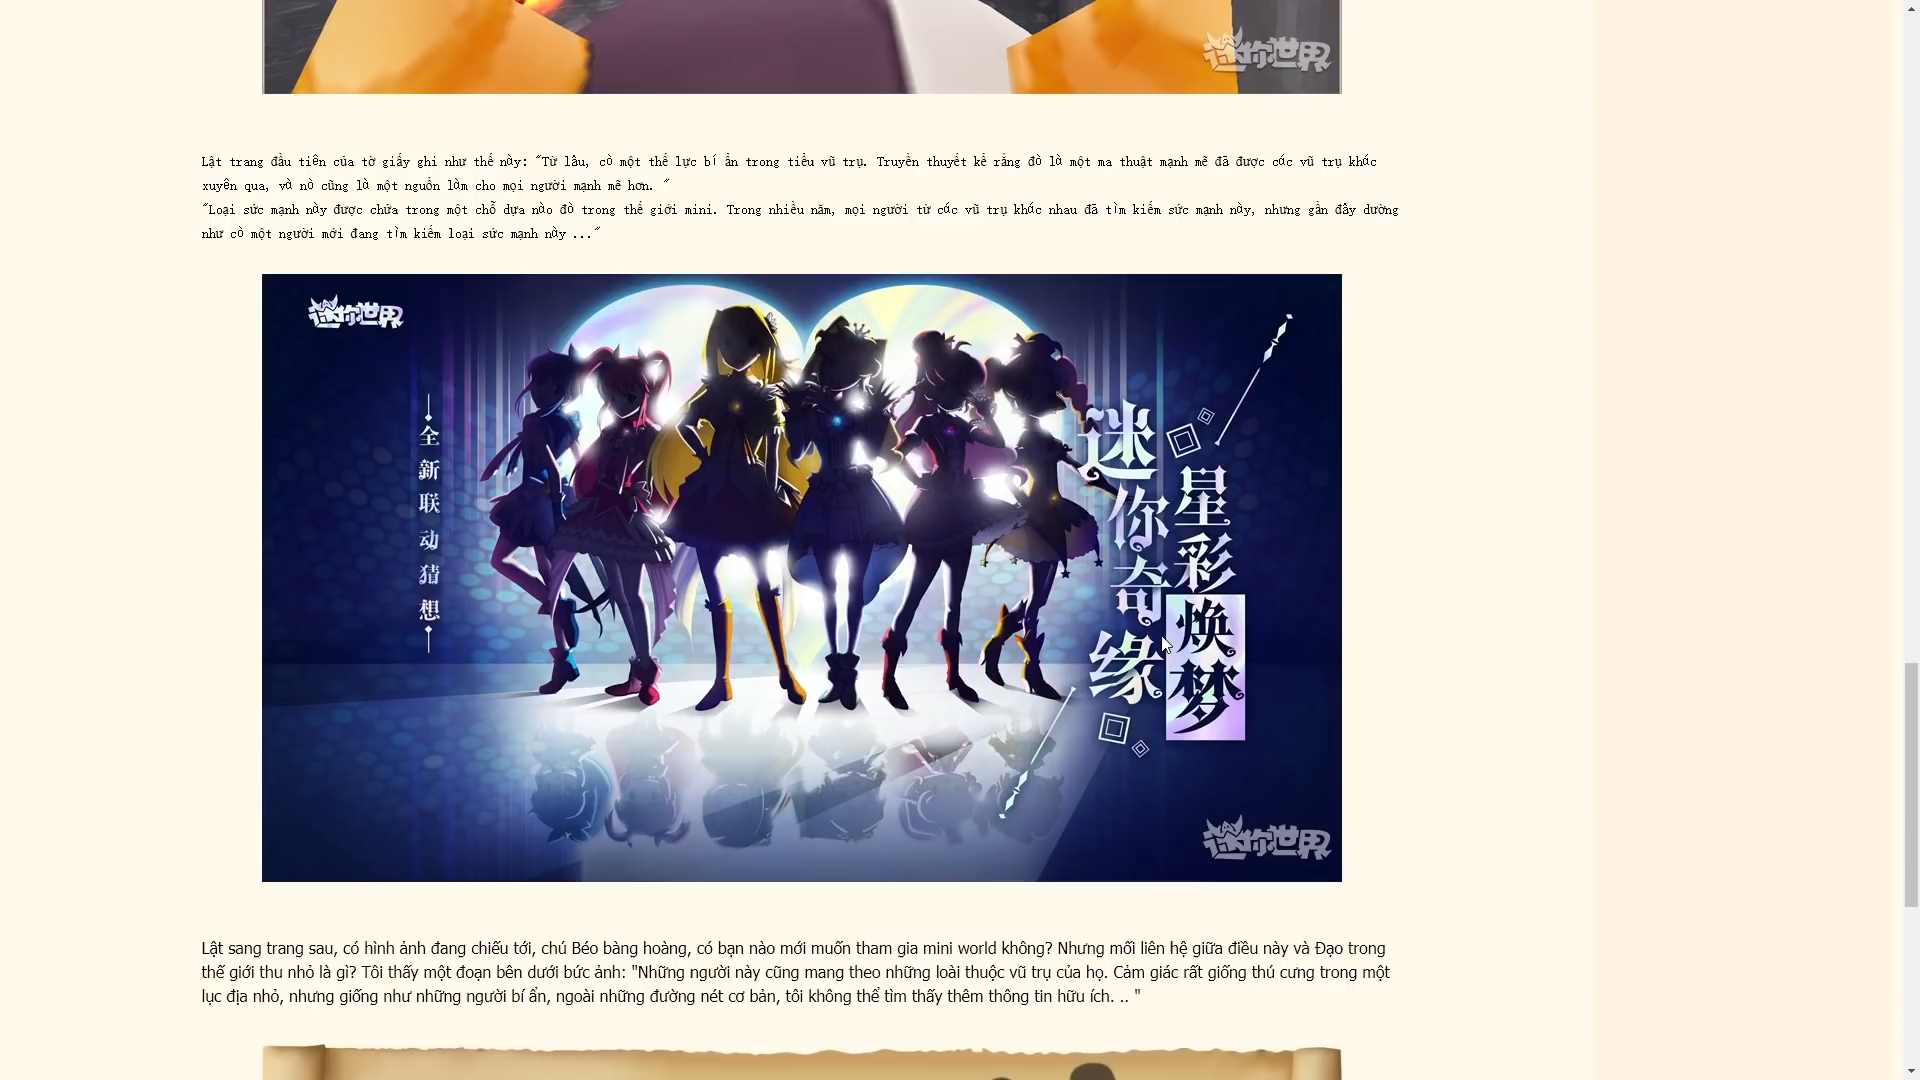 迷你世界
Lật trang đầu tiên của tờ giấy ghi như thế này: "Từ lâu, cò một thế lực bí ẩn trong tiểu vũ trụ. Truyền thuyết kể rằng đò là một ma thuật mạnh mẽ đã được các vũ trụ khác
xuyên qua, và nò cũng là một nguồn làm cho mọi người mạnh mẽ hơn. "
"Loại sức mạnh này được chứa trong một chỗ dựa nào đò trong thế giới mini. Trong nhiều năm, mọi người từ các vũ trụ khác nhau đã tìm kiếm sức mạnh này, nhưng gần đây dường
như cò một người mới đang tìm kiếm loại sức mạnh này ..."
迷你世界
全新联动猜想
迷你奇缘
星彩焕梦
迷你世界
Lật sang trang sau, có hình ảnh đang chiếu tới, chú Béo bàng hoàng, có bạn nào mới muốn tham gia mini world không? Nhưng mối liên hệ giữa điều này và Đạo trong
thế giới thu nhỏ là gì? Tôi thấy một đoạn bên dưới bức ảnh: "Những người này cũng mang theo những loài thuộc vũ trụ của họ. Cảm giác rất giống thú cưng trong một
lục địa nhỏ, nhưng giống như những người bí ẩn, ngoài những đường nét cơ bản, tôi không thể tìm thấy thêm thông tin hữu ích. .. "